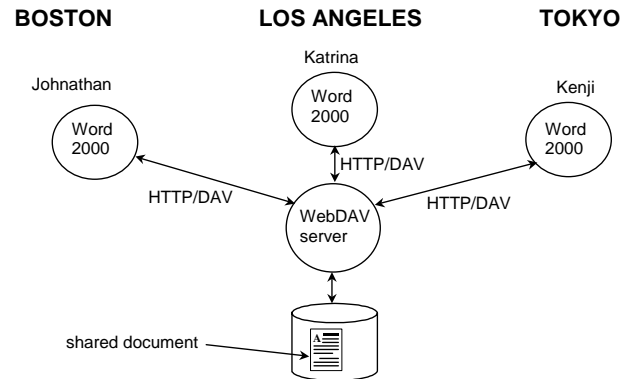 BOSTON LOS ANGELES TOKYO
Katrina
Johnathan
Kenji
Word
2000
Word
2000
Word
2000
HTTP/DAV
HTTP/DAV
HTTP/DAV
WebDAV
server
A
shared document